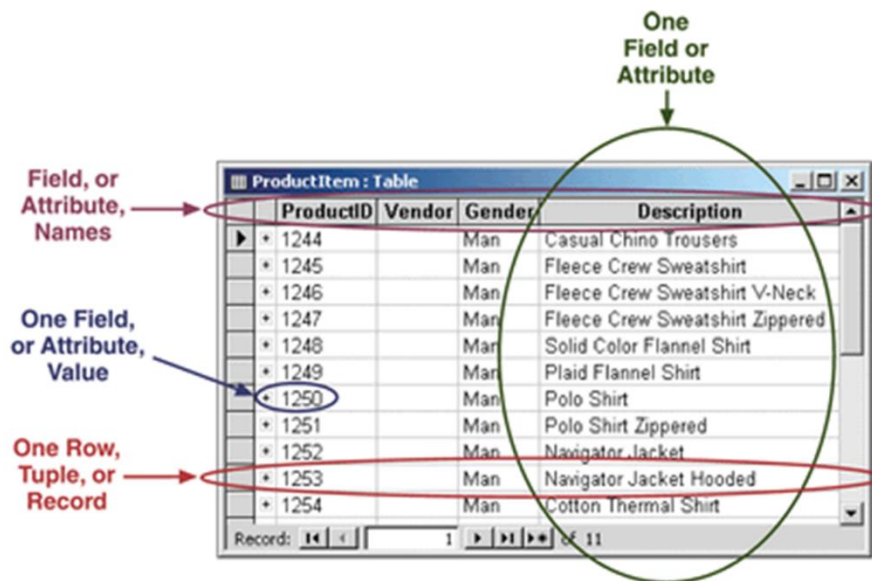 One
Field or
Attribute
Field, or
Attribute,
Names
One Field,
or Attribute,
Value
One Row,
Tuple, or
Record
ProductItem : Table
ProductID Vendor Gender Description
1244 Man Casual Chino Trousers
1245 Man Fleece Crew Sweatshirt
1246 Man Fleece Crew Sweatshirt V-Neck
1247 Man Fleece Crew Sweatshirt Zippered
1248 Man Solid Color Flannel Shirt
1249 Man Plaid Flannel Shirt
1250 Man Polo Shirt
1251 Man Polo Shirt Zippered
1252 Man Navigator Jacket
1253 Man Navigator Jacket Hooded
1254 Man Cotton Thermal Shirt
Record: 1 of 11